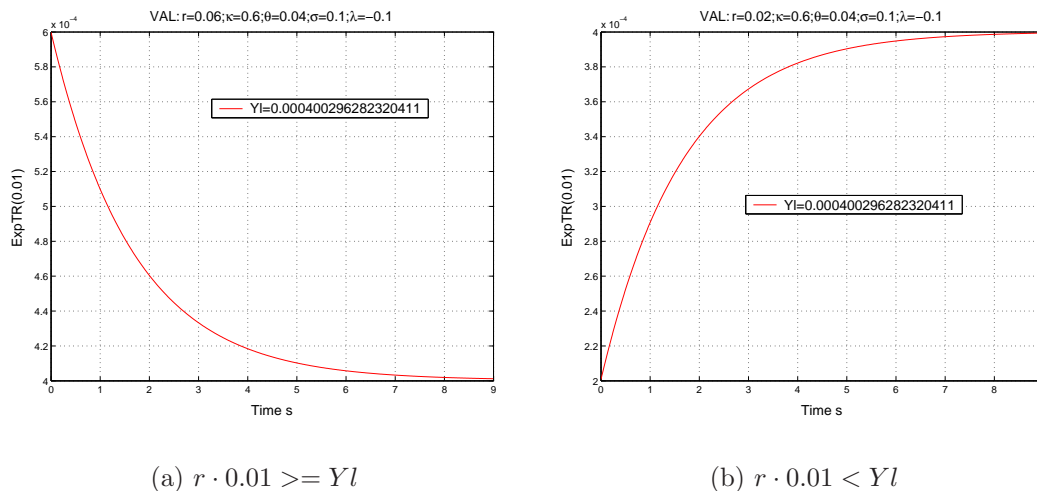 VAL: r=0.06;κ=0.6;θ=0.04;σ=0.1;λ=−0.1
x 10⁻⁴
6
5.8
5.6
5.4
5.2
5
4.8
4.6
4.4
4.2
4
ExpTR(0.01)
Yl=0.000400296282320411
0 1 2 3 4 5 6 7 8 9
Time s
(a) r · 0.01 >= Yl
VAL: r=0.02;κ=0.6;θ=0.04;σ=0.1;λ=−0.1
x 10⁻⁴
4
3.8
3.6
3.4
3.2
3
2.8
2.6
2.4
2.2
2
ExpTR(0.01)
Yl=0.000400296282320411
0 1 2 3 4 5 6 7 8
Time s
(b) r · 0.01 < Yl